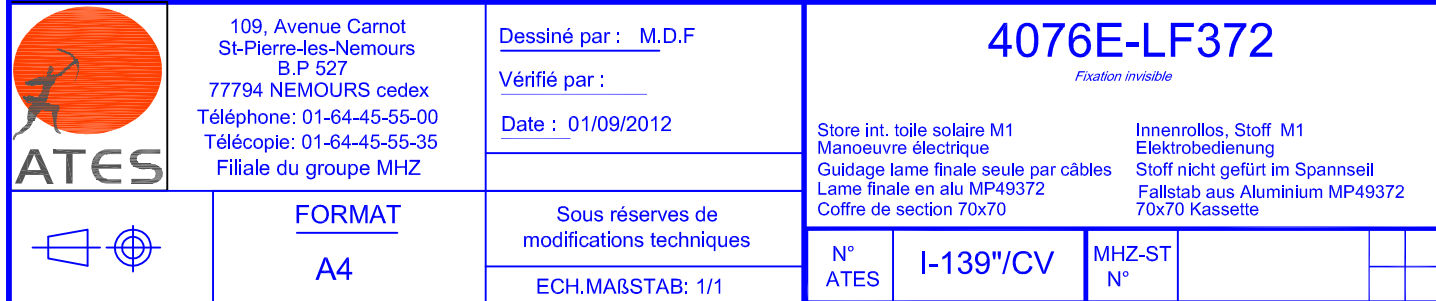 ATES
109, Avenue Carnot
St-Pierre-les-Nemours
B.P 527
77794 NEMOURS cedex
Téléphone: 01-64-45-55-00
Télécopie: 01-64-45-55-35
Filiale du groupe MHZ
Dessiné par : M.D.F
Vérifié par :
Date : 01/09/2012
4076E-LF372
Fixation invisible
Store int. toile solaire M1
Manoeuvre électrique
Guidage lame finale seule par câbles
Lame finale en alu MP49372
Coffre de section 70x70
Innenrollos, Stoff M1
Elektrobedienung
Stoff nicht gefürt im Spannseil
Fallstab aus Aluminium MP49372
70x70 Kassette
FORMAT
A4
Sous réserves de
modifications techniques
ECH.MAßSTAB: 1/1
N°
ATES
I-139"/CV
MHZ-ST
N°